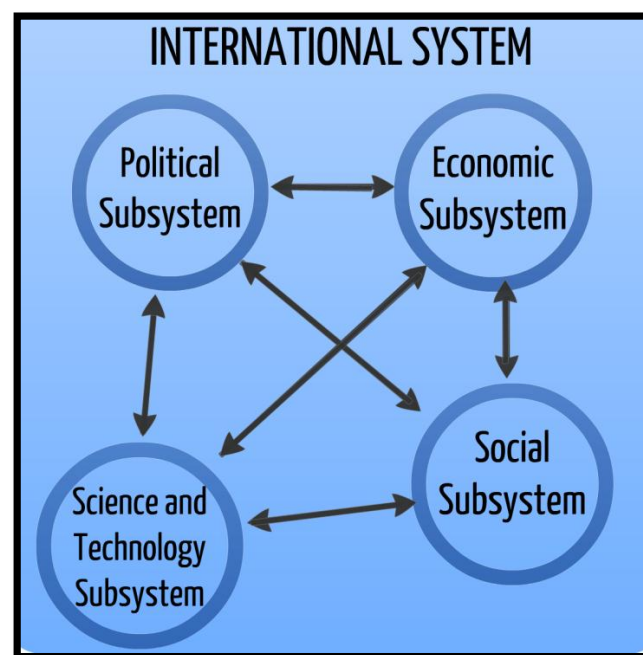 INTERNATIONAL SYSTEM
Political
Subsystem
Economic
Subsystem
Social
Subsystem
Science and
Technology
Subsystem